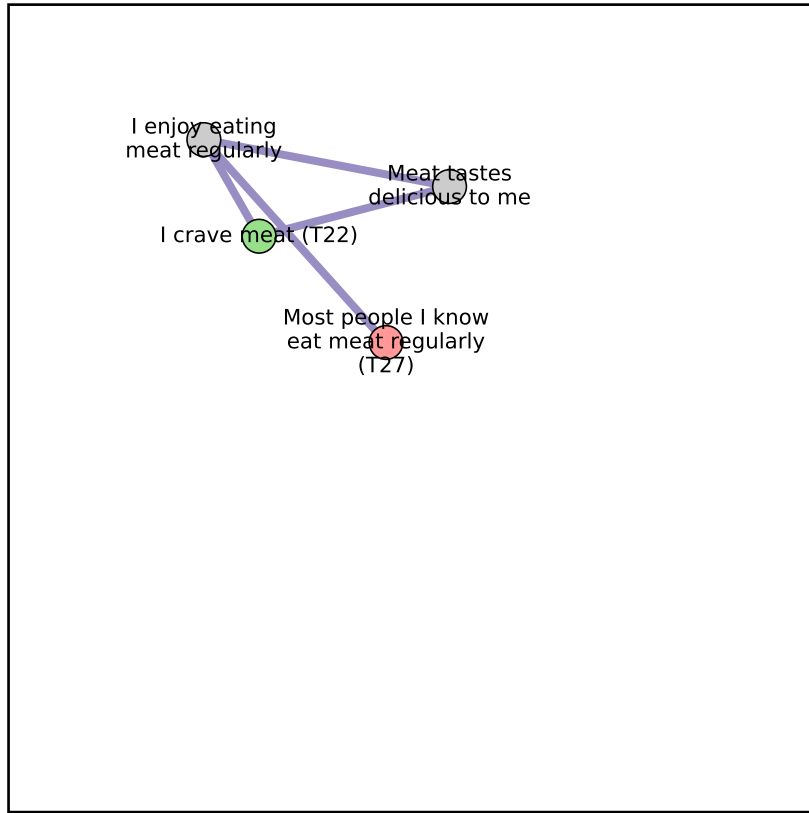 I enjoy eating
meat regularly
Meat tastes
delicious to me
I crave meat (T22)
Most people I know
eat meat regularly
(T27)